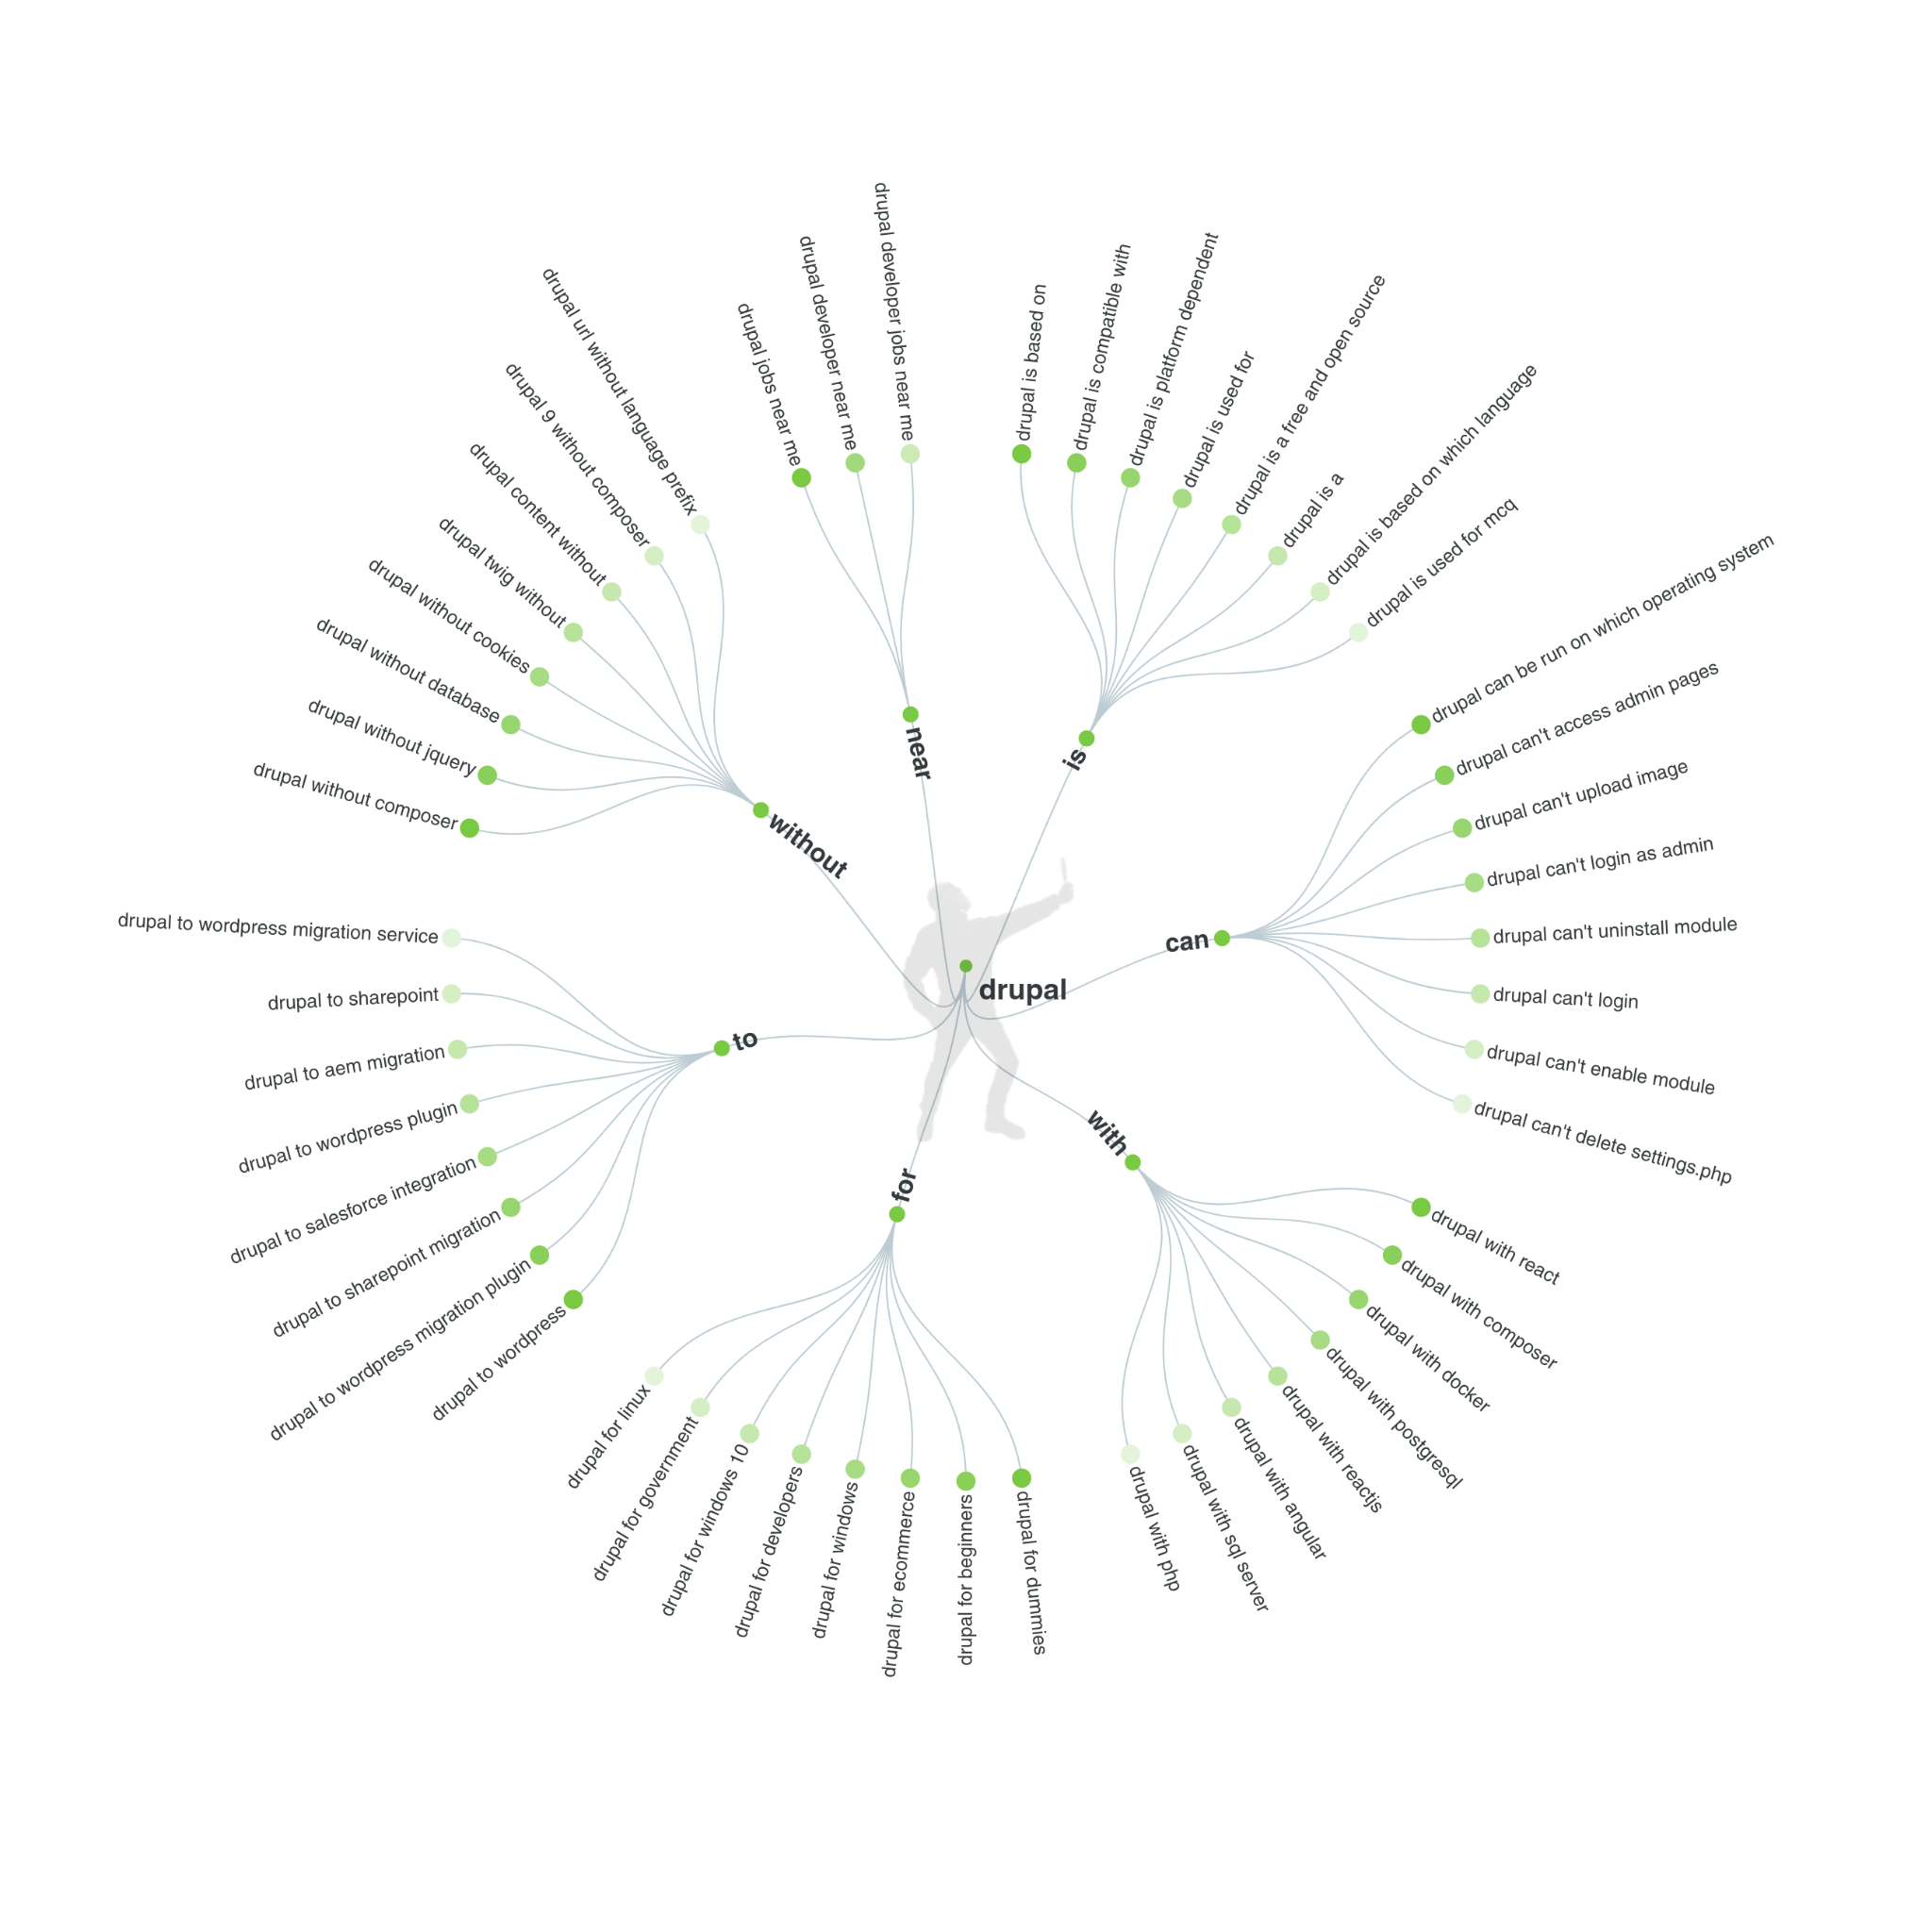 drupal
is
drupal is based on
drupal is compatible with
drupal is platform dependent
drupal is used for
drupal is a free and open source
drupal is a
drupal is based on which language
drupal is used for mcq
can
drupal can be run on which operating system
drupal can't access admin pages
drupal can't upload image
drupal can't login as admin
drupal can't uninstall module
drupal can't login
drupal can't enable module
drupal can't delete settings.php
with
drupal with react
drupal with composer
drupal with docker
drupal with postgresql
drupal with reactjs
drupal with angular
drupal with sql server
drupal with php
for
drupal for dummies
drupal for beginners
drupal for ecommerce
drupal for windows
drupal for developers
drupal for windows 10
drupal for government
drupal for linux
to
drupal to wordpress
drupal to wordpress migration plugin
drupal to sharepoint migration
drupal to salesforce integration
drupal to wordpress plugin
drupal to aem migration
drupal to sharepoint
drupal to wordpress migration service
without
drupal without composer
drupal without jquery
drupal without database
drupal without cookies
drupal twig without
drupal content without
drupal 9 without composer
drupal url without language prefix
near
drupal jobs near me
drupal developer near me
drupal developer jobs near me